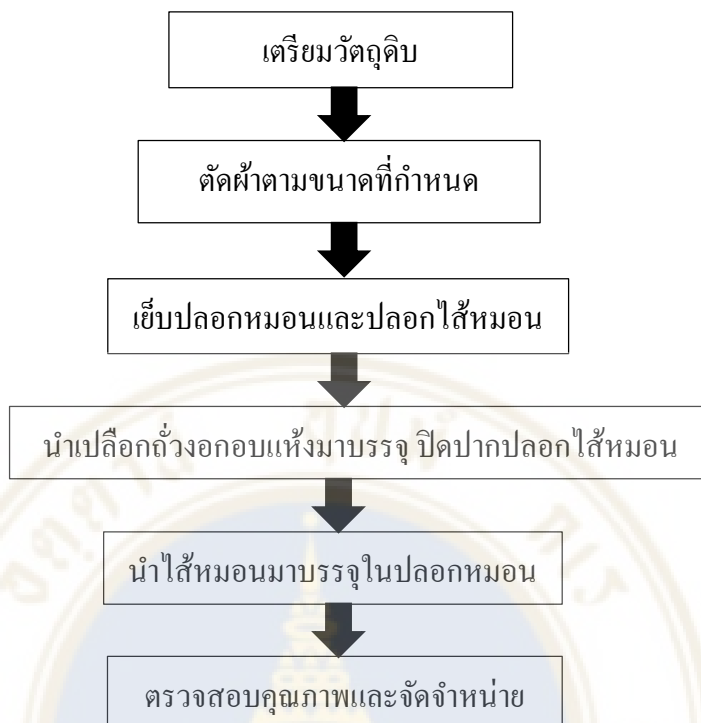 เตรียมวัตถุดิบ
ตัดผ้าตามขนาดที่กำหนด
เย็บปลอกหมอนและปลอกไส้หมอน
นำเปลือกถั่วงอกอบแห้งมาบรรจุ ปิดปากปลอกไส้หมอน
นำไส้หมอนมาบรรจุในปลอกหมอน
ตรวจสอบคุณภาพและจัดจำหน่าย